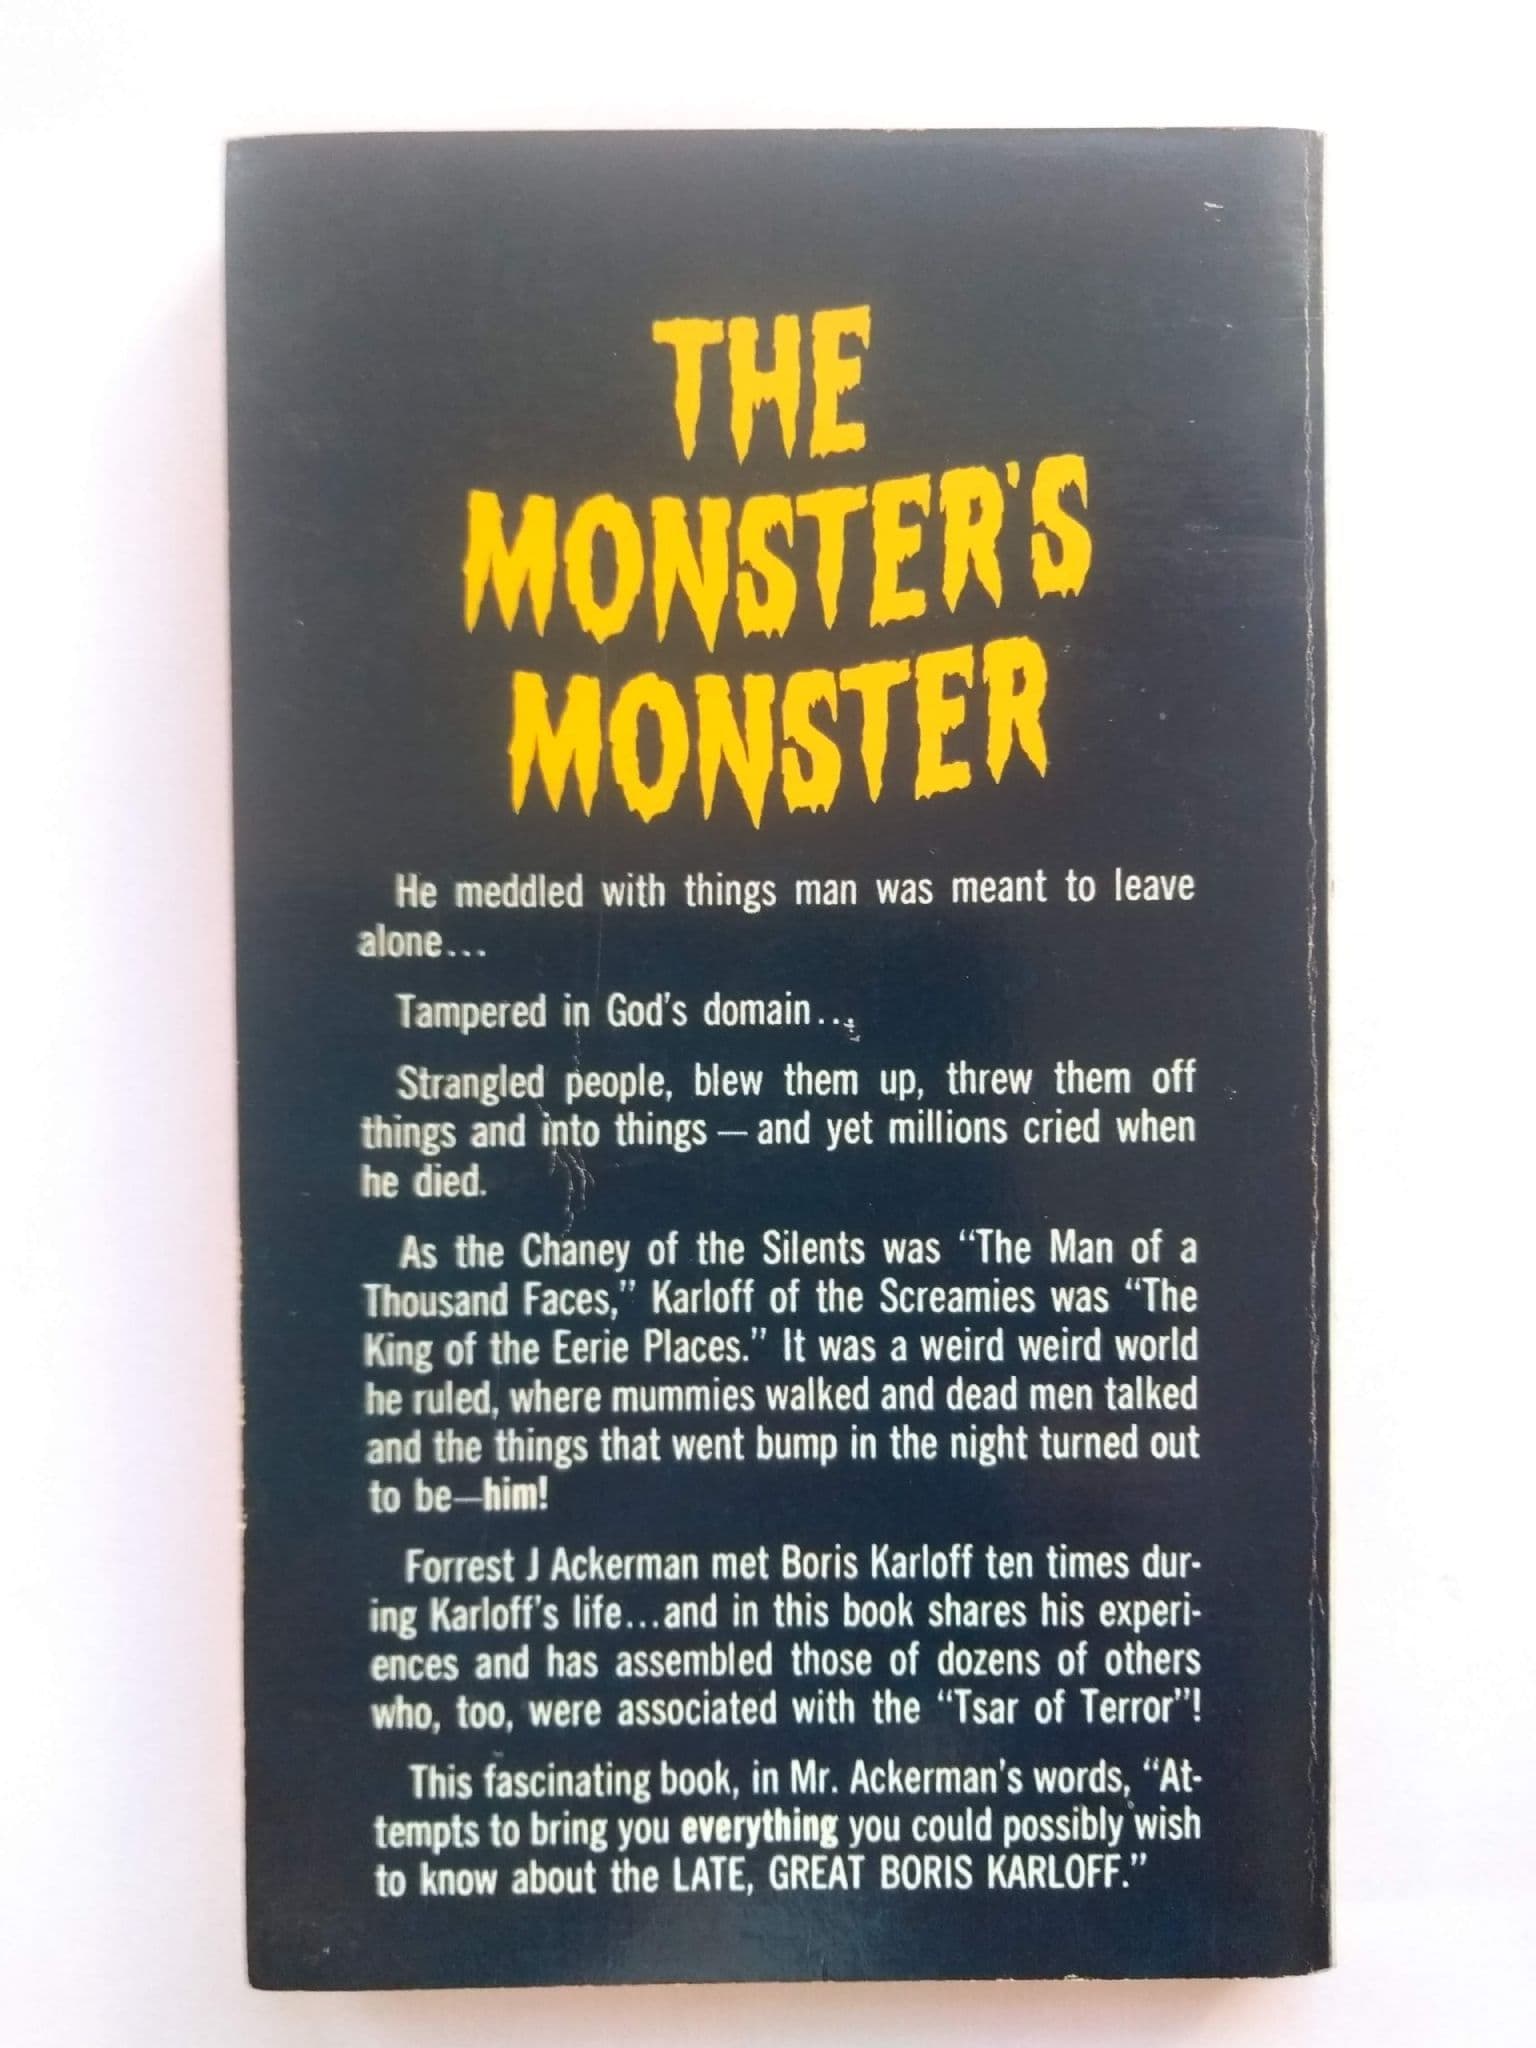 THE
MONSTER'S
MONSTER
He meddled with things man was meant to leave
alone...
Tampered in God's domain...
Strangled people, blew them up, threw them off
things and into things — and yet millions cried when
he died.
As the Chaney of the Silents was “The Man of a
Thousand Faces,” Karloff of the Screamies was “The
King of the Eerie Places.” It was a weird weird world
he ruled, where mummies walked and dead men talked
and the things that went bump in the night turned out
to be—him!
Forrest J Ackerman met Boris Karloff ten times dur-
ing Karloff's life...and in this book shares his experi-
ences and has assembled those of dozens of others
who, too, were associated with the “Tsar of Terror”!
This fascinating book, in Mr. Ackerman's words, “At-
tempts to bring you everything you could possibly wish
to know about the LATE, GREAT BORIS KARLOFF.”